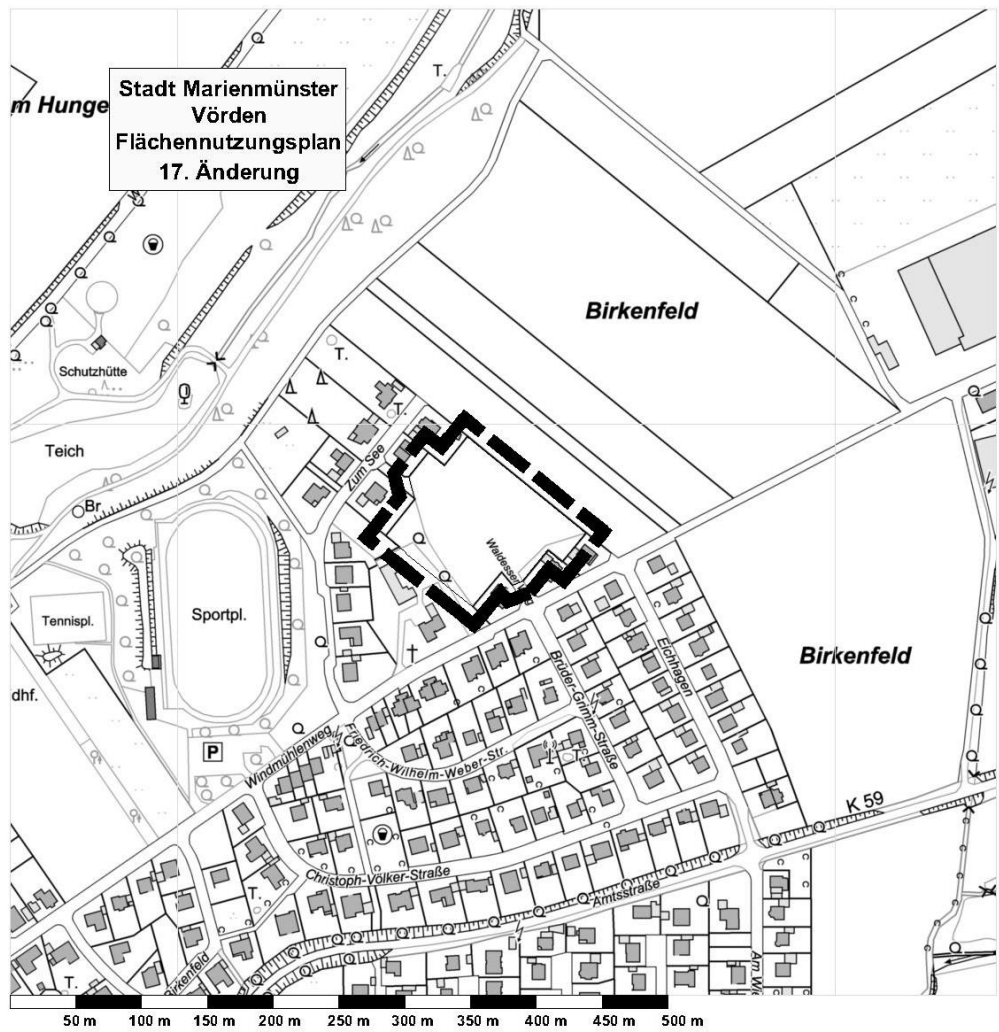 Stadt Marienmünster
Vörden
Flächennutzungsplan
17. Änderung
m Hunge
T.
Birkenfeld
Schutzhütte
T.
T.
Zum See
Teich
Br
Waldesser
Tennispl.
Sportpl.
Birkenfeld
Eichhagen
Brüder-Grimm-Straße
dhf.
P
Windmühlenweg
Friedrich-Wilhelm-Weber-Str.
T.
K 59
Christoph-Völker-Straße
Amtsstraße
T.
Birkenfeld
T.
Am Wie
50 m 100 m 150 m 200 m 250 m 300 m 350 m 400 m 450 m 500 m